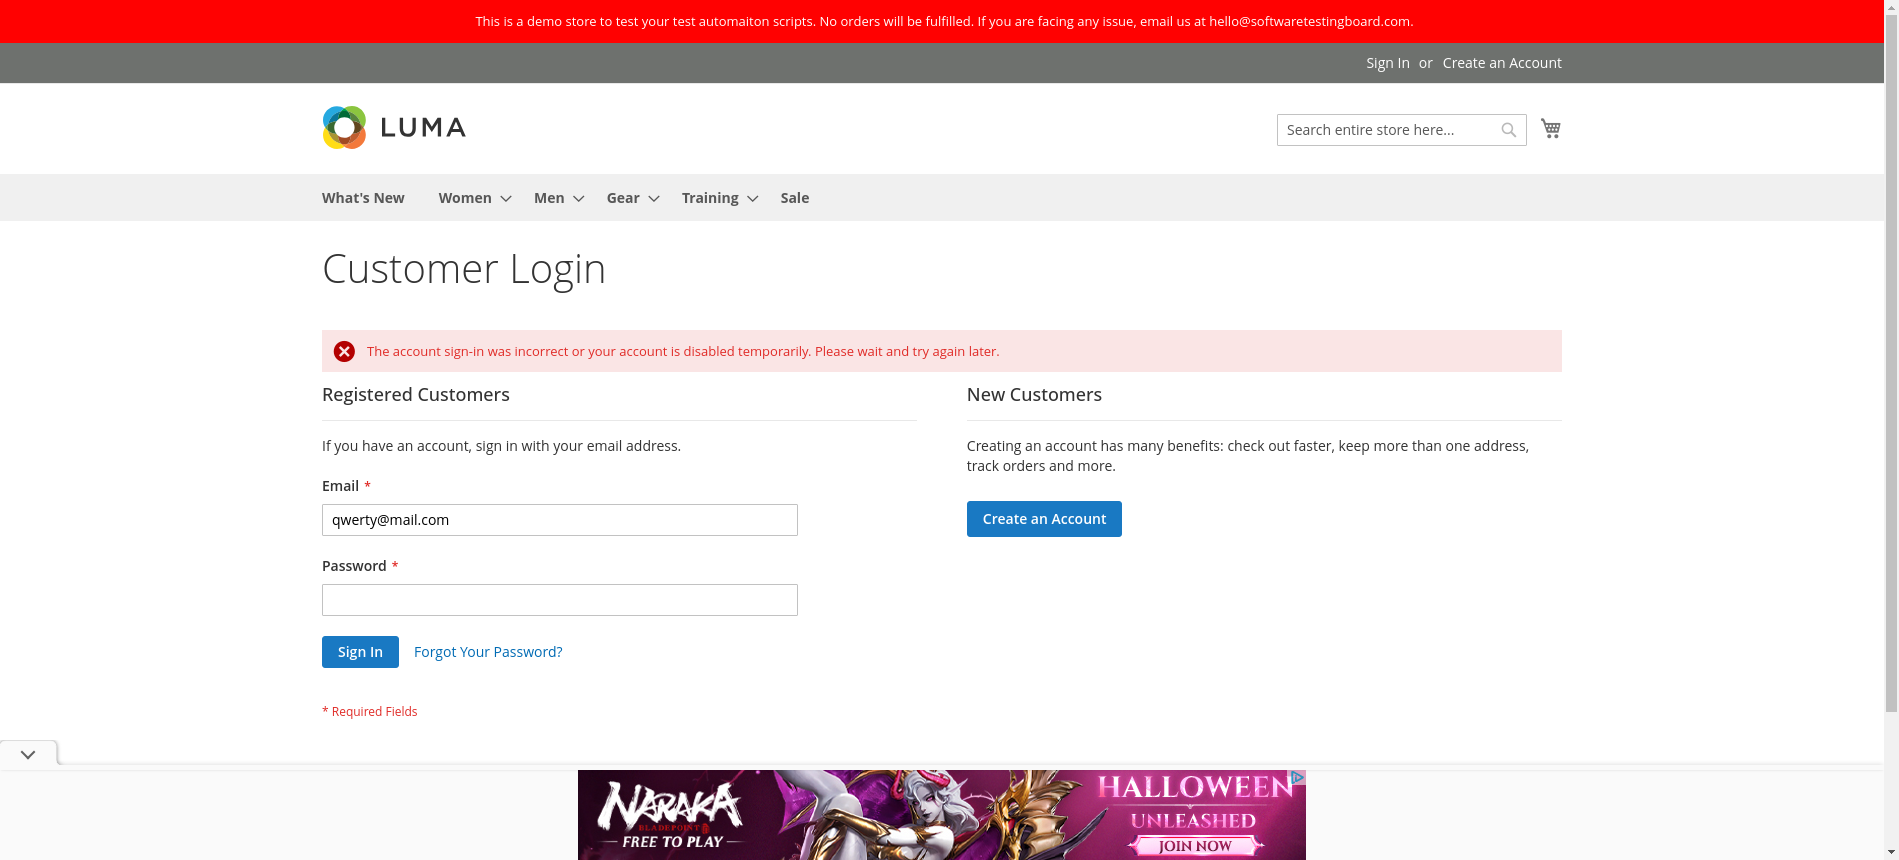 This is a demo store to test your test automaiton scripts. No orders will be fulfilled. If you are facing any issue, email us at hello@softwaretestingboard.com.
Sign In or Create an Account
LUMA
Search entire store here...
What's New Women Men Gear Training Sale
Customer Login
The account sign-in was incorrect or your account is disabled temporarily. Please wait and try again later.
Registered Customers
If you have an account, sign in with your email address.
Email *
qwerty@mail.com
Password *
Sign In Forgot Your Password?
* Required Fields
New Customers
Creating an account has many benefits: check out faster, keep more than one address,
track orders and more.
Create an Account
NARAKA
BLADEPOINT
FREE TO PLAY
HALLOWEEN
UNLEASHED
JOIN NOW